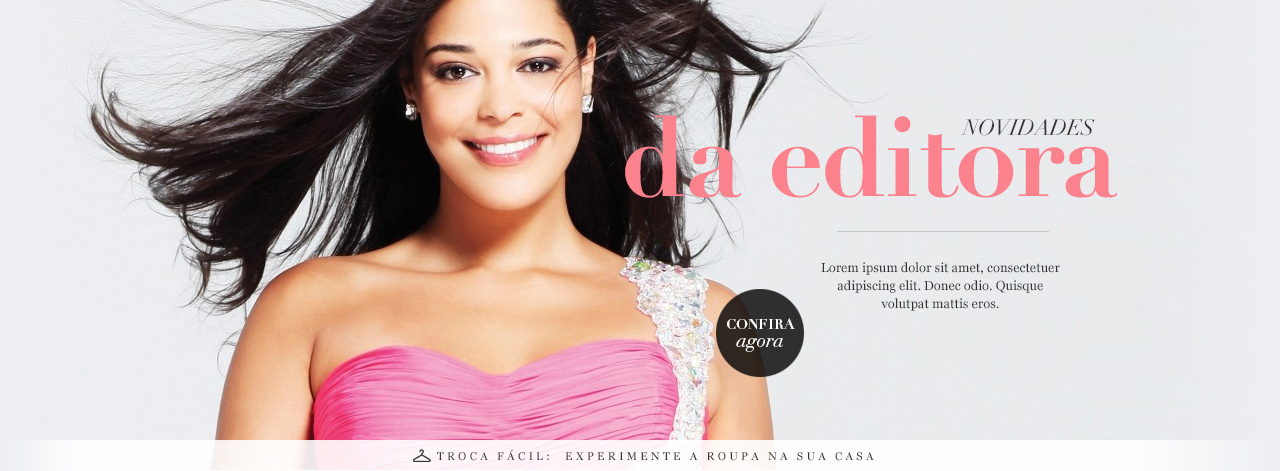 NOVIDADES
da editora
Lorem ipsum dolor sit amet, consectetuer
adipiscing elit. Donec odio. Quisque
volutpat mattis eros.
CONFIRA
agora
TROCA FÁCIL: EXPERIMENTE A ROUPA NA SUA CASA